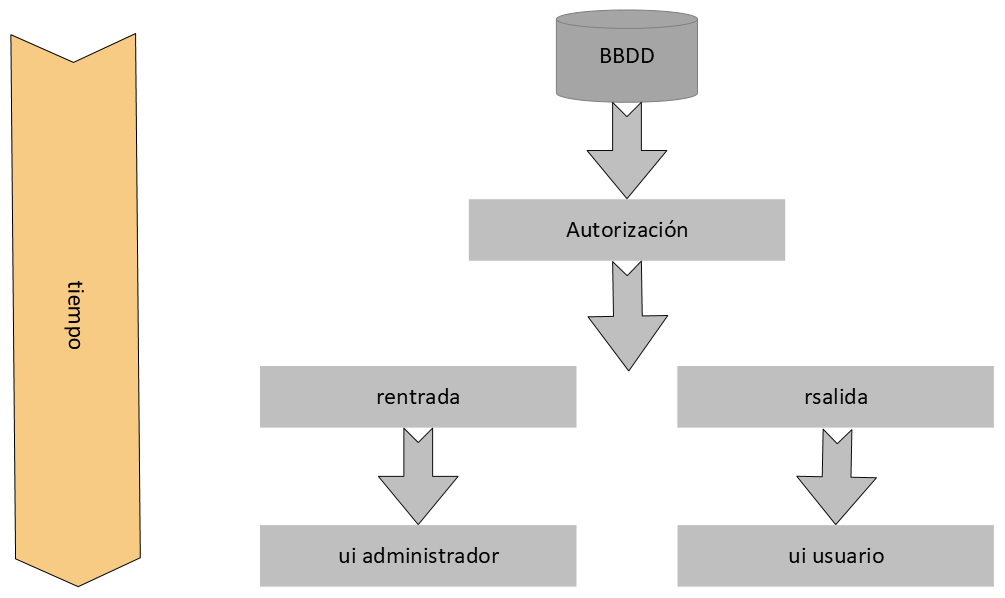 BBDD
Autorización
tiempo
rentrada
rsalida
ui administrador
ui usuario